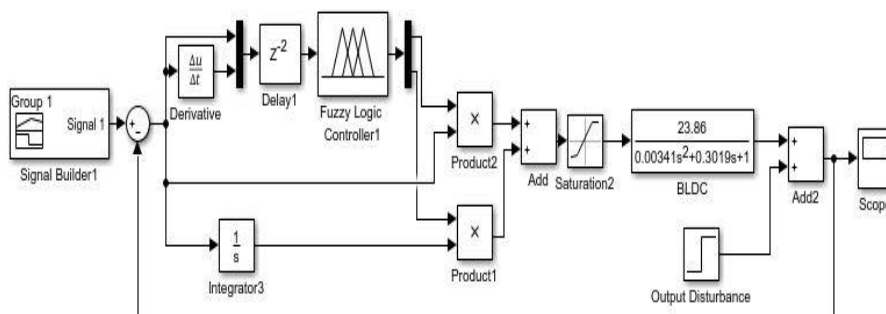 Group 1
Signal 1
Signal Builder1
+
−
Δu
Δt
Derivative
Z-2
Delay1
Fuzzy Logic
Controller1
×
Product2
1
s
Integrator3
×
Product1
+
+
Add
Saturation2
23.86
0.00341s2+0.3019s+1
BLDC
Output Disturbance
+
+
Add2
Scope